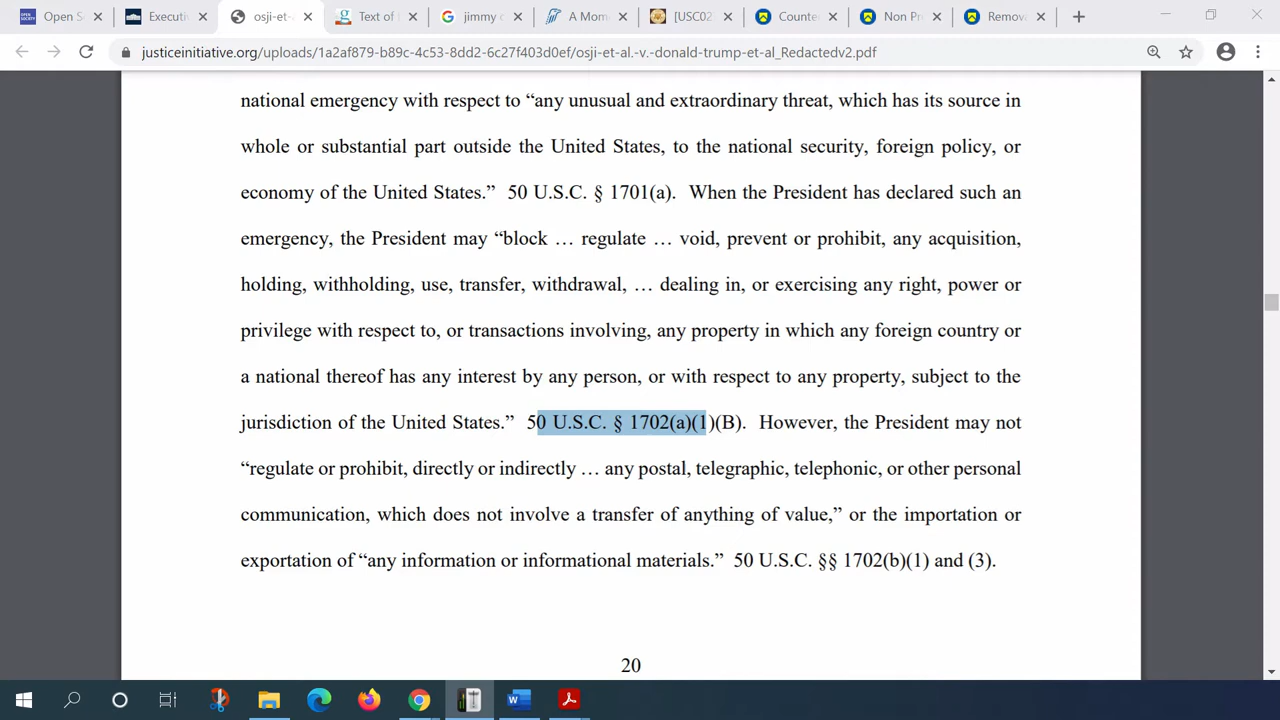 Open S
Executi
osji-et-
Text of
jimmy c
A Mom
[USC02
Counte
Non Pr
Remov
justiceinitiative.org/uploads/1a2af879-b89c-4c53-8dd2-6c27f403d0ef/osji-et-al.-v.-donald-trump-et-al_Redactedv2.pdf
national emergency with respect to “any unusual and extraordinary threat, which has its source in
whole or substantial part outside the United States, to the national security, foreign policy, or
economy of the United States.” 50 U.S.C. § 1701(a). When the President has declared such an
emergency, the President may “block … regulate … void, prevent or prohibit, any acquisition,
holding, withholding, use, transfer, withdrawal, … dealing in, or exercising any right, power or
privilege with respect to, or transactions involving, any property in which any foreign country or
a national thereof has any interest by any person, or with respect to any property, subject to the
jurisdiction of the United States.” 50 U.S.C. § 1702(a)(1)(B). However, the President may not
“regulate or prohibit, directly or indirectly … any postal, telegraphic, telephonic, or other personal
communication, which does not involve a transfer of anything of value,” or the importation or
exportation of “any information or informational materials.” 50 U.S.C. §§ 1702(b)(1) and (3).
20